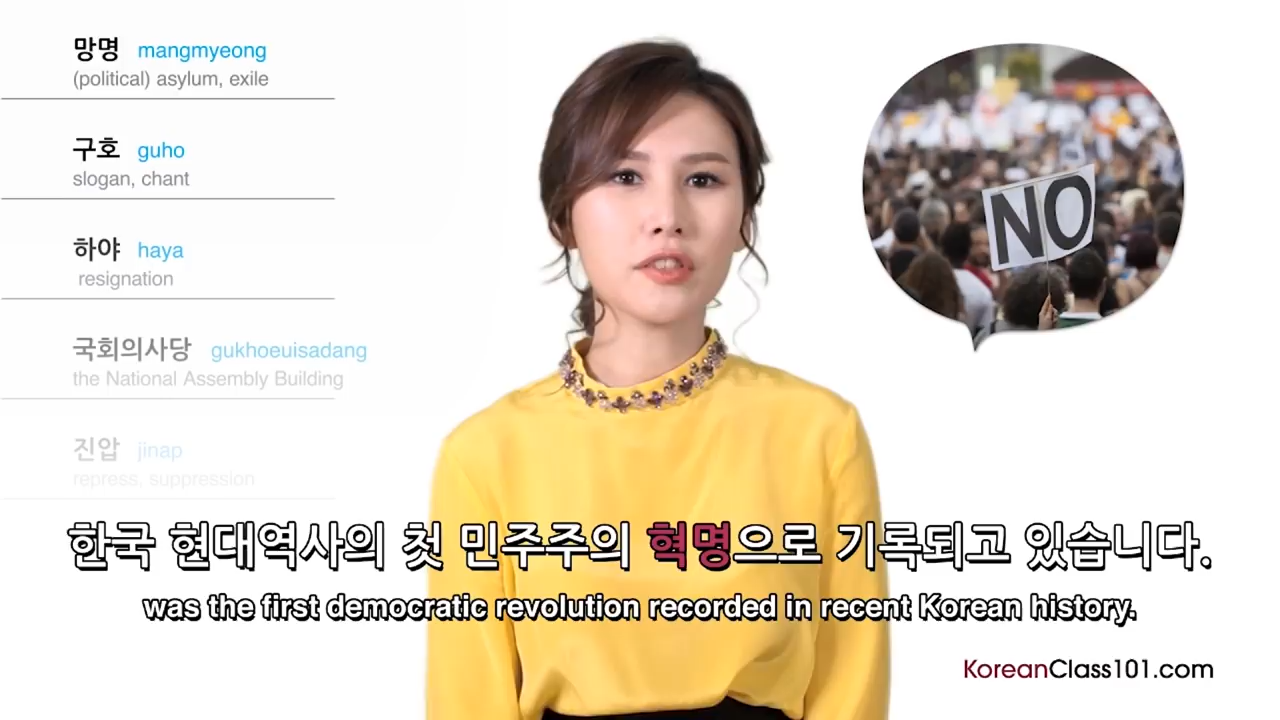 망명 mangmyeong
(political) asylum, exile
구호 guho
slogan, chant
하야 haya
resignation
국회의사당 gukhoeuisadang
the National Assembly Building
진압 jinap
repress, suppression
NO
한국 현대역사의 첫 민주주의 혁명으로 기록되고 있습니다.
was the first democratic revolution recorded in recent Korean history.
KoreanClass101.com